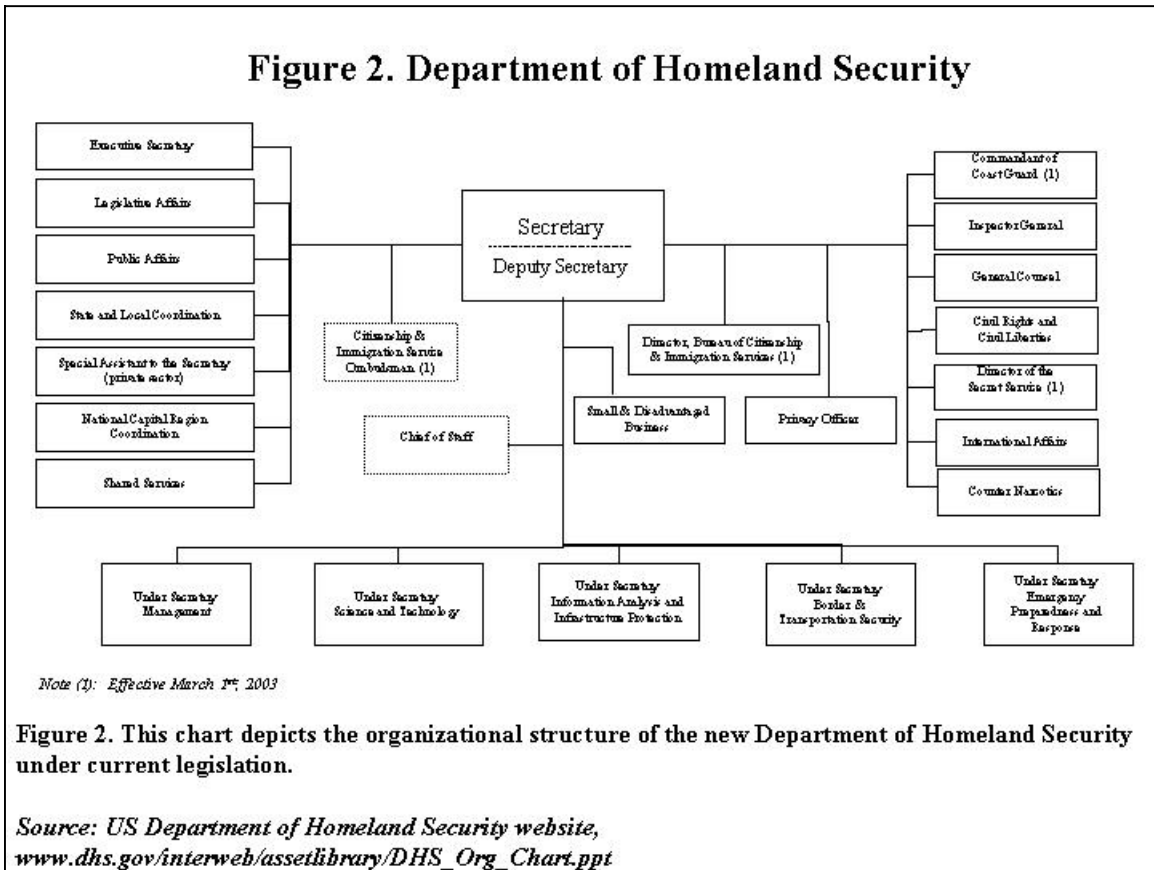 Figure 2. Department of Homeland Security
Executive Secretary
Legislative Affairs
Public Affairs
State and Local Coordination
Special Assistant to the Secretary
(private sector)
National Capital Region
Coordination
Shared Services
Secretary
Deputy Secretary
Citizenship &
Immigration Service
Ombudsman (1)
Chief of Staff
Director, Bureau of Citizenship
& Immigration Services (1)
Small & Disadvantaged
Business
Privacy Officer
Commandant of
Coast Guard (1)
Inspector General
General Counsel
Civil Rights and
Civil Liberties
Director of the
Secret Service (1)
International Affairs
Counter Narcotics
Under Secretary
Management
Under Secretary
Science and Technology
Under Secretary
Information Analysis and
Infrastructure Protection
Under Secretary
Border &
Transportation Security
Under Secretary
Emergency
Preparedness and
Response
Note (1): Effective March 1st, 2003
Figure 2. This chart depicts the organizational structure of the new Department of Homeland Security
under current legislation.
Source: US Department of Homeland Security website,
www.dhs.gov/interweb/assetlibrary/DHS_Org_Chart.ppt